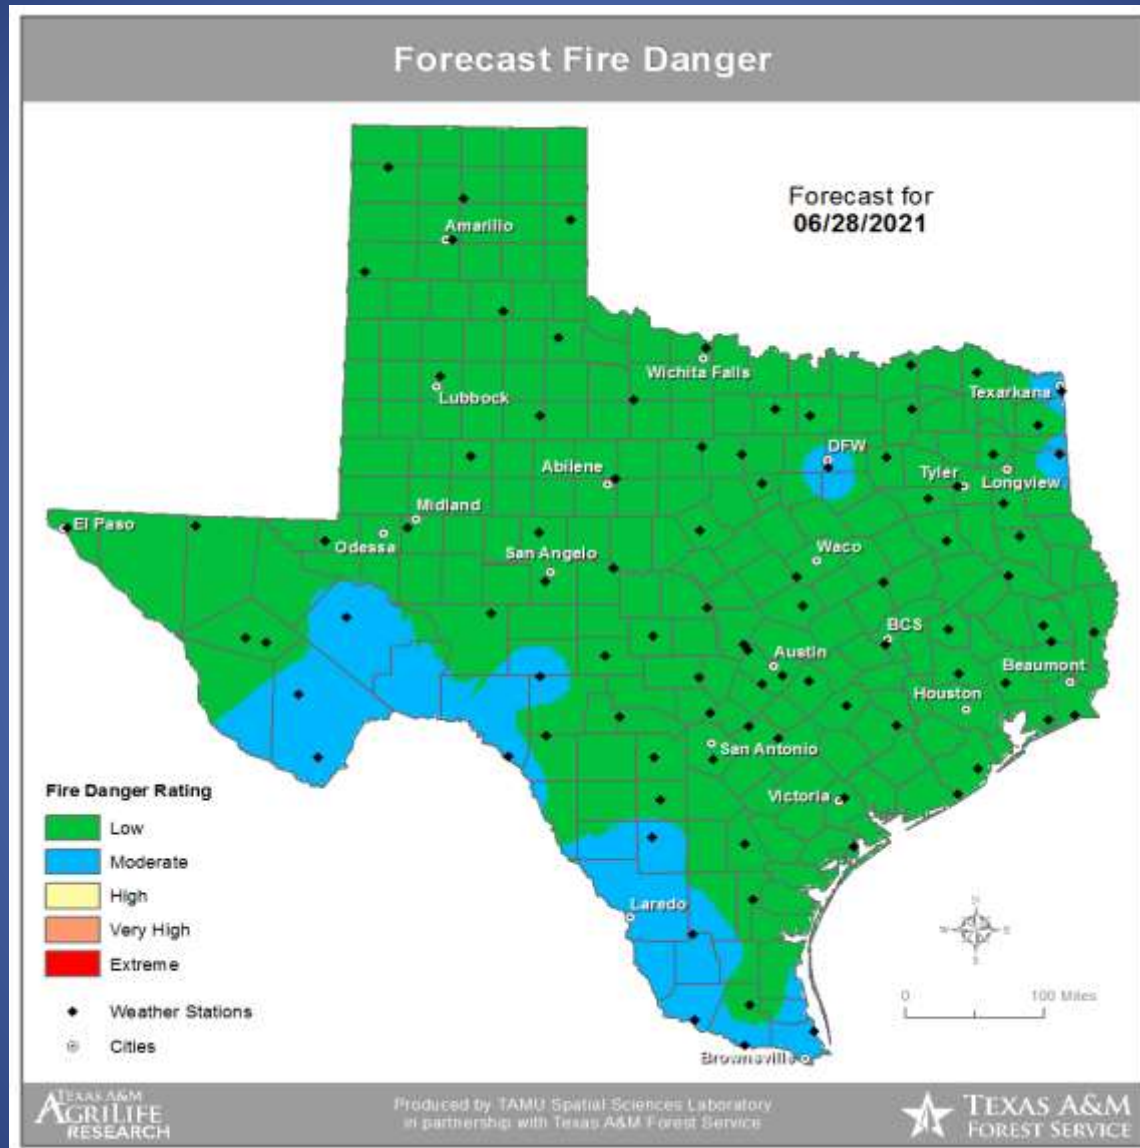 Forecast Fire Danger
Forecast for
06/28/2021
Amarillo
Wichita Falls
Lubbock
Texarkana
DFW
Abilene
Tyler
Longview
Midland
El Paso
Odessa
San Angelo
Waco
BCS
Austin
Beaumont
Houston
San Antonio
Victoria
Laredo
Brownsville
Fire Danger Rating
Low
Moderate
High
Very High
Extreme
Weather Stations
Cities
0 100 Miles
TEXAS A&M
AGRILIFE
RESEARCH
Produced by TAMU Spatial Sciences Laboratory
in partnership with Texas A&M Forest Service
TEXAS A&M
FOREST SERVICE